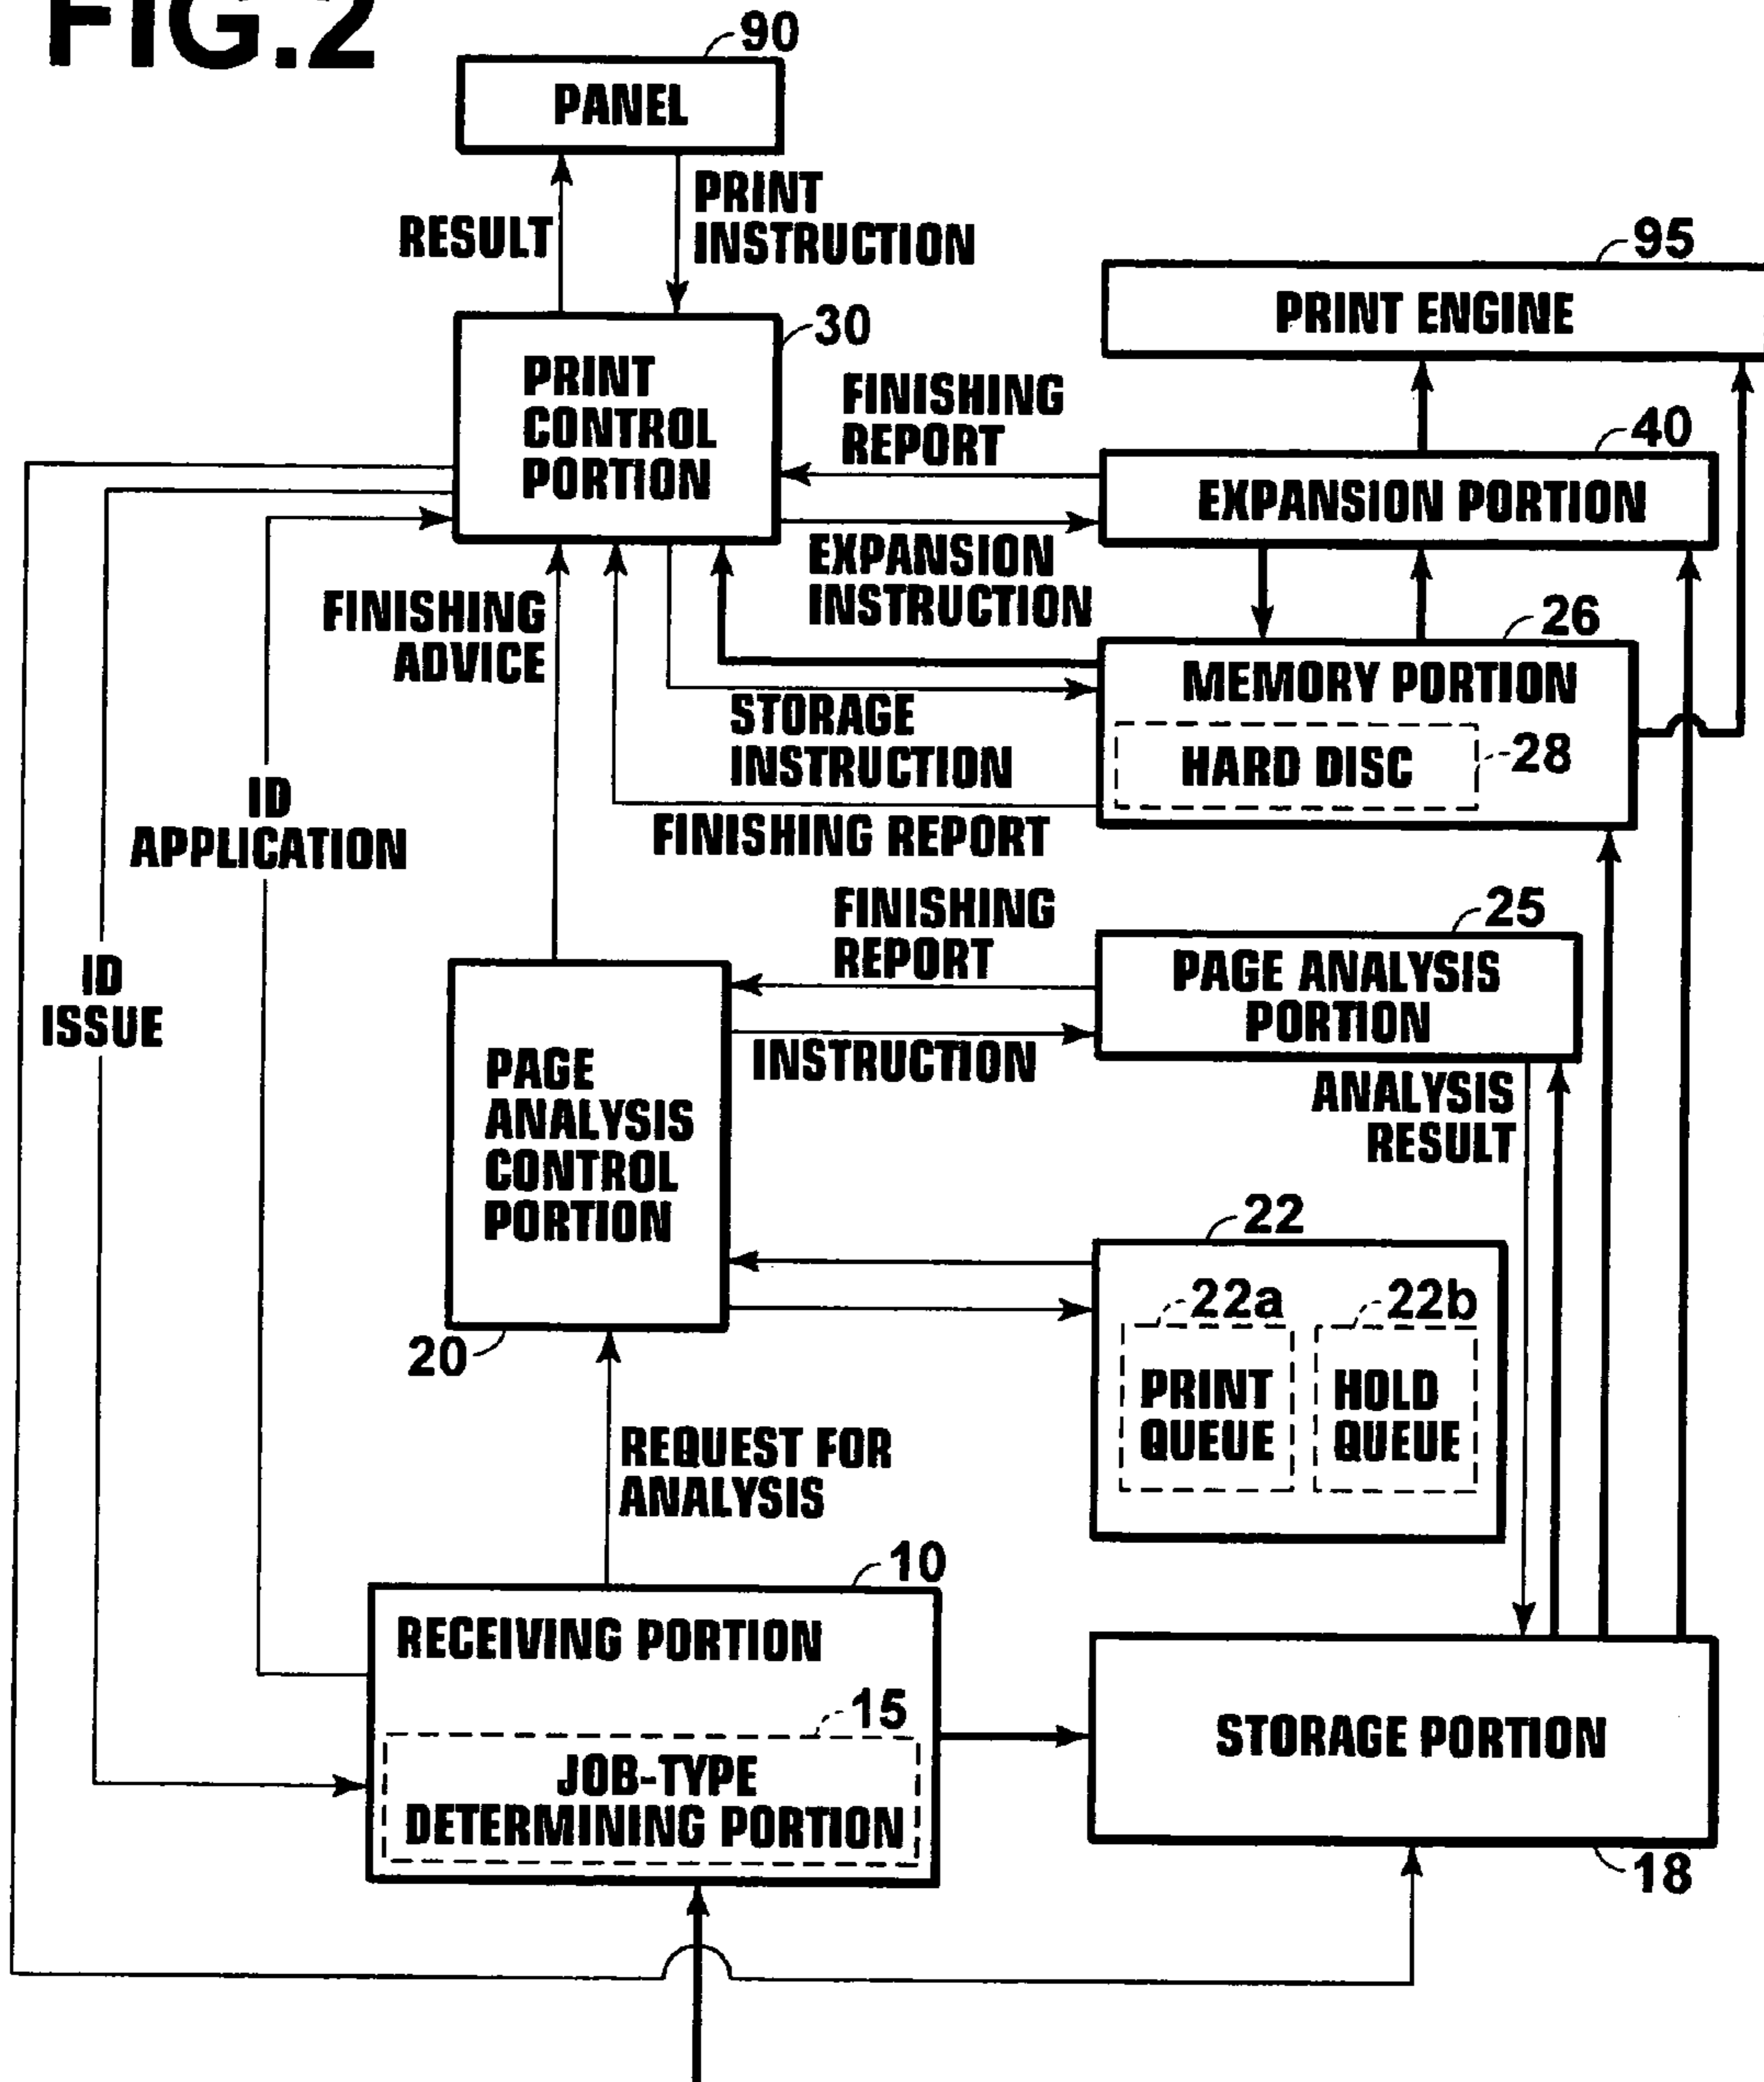 FIG.2
90
PANEL
RESULT
PRINT
INSTRUCTION
95
PRINT ENGINE
30
PRINT
CONTROL
PORTION
FINISHING
REPORT
40
EXPANSION PORTION
EXPANSION
INSTRUCTION
FINISHING
ADVICE
26
MEMORY PORTION
HARD DISC
28
STORAGE
INSTRUCTION
FINISHING REPORT
ID
APPLICATION
ID
ISSUE
FINISHING
REPORT
25
PAGE ANALYSIS
PORTION
INSTRUCTION
PAGE
ANALYSIS
CONTROL
PORTION
20
ANALYSIS
RESULT
22
22a
22b
PRINT
QUEUE
HOLD
QUEUE
REQUEST FOR
ANALYSIS
10
RECEIVING PORTION
15
JOB-TYPE
DETERMINING PORTION
STORAGE PORTION
18